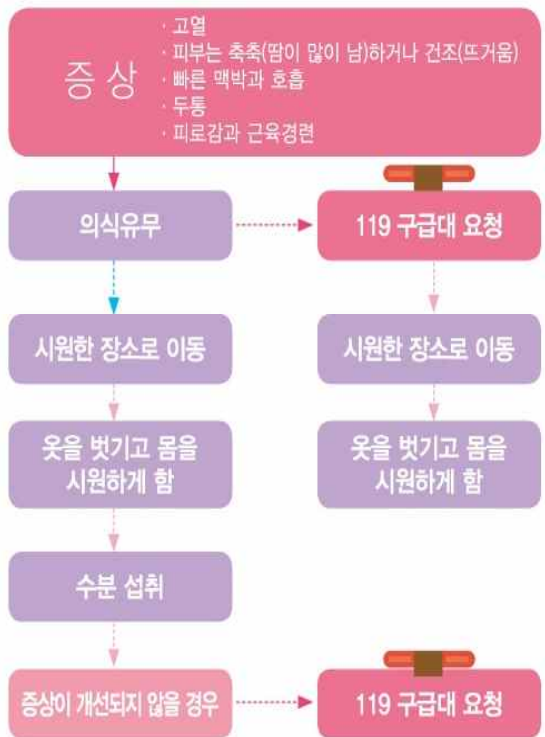 증 상
· 고열
· 피부는 축축(땀이 많이 남)하거나 건조(뜨거움)
· 빠른 맥박과 호흡
· 두통
· 피로감과 근육경련
의식유무
119 구급대 요청
시원한 장소로 이동
시원한 장소로 이동
옷을 벗기고 몸을
시원하게 함
옷을 벗기고 몸을
시원하게 함
수분 섭취
증상이 개선되지 않을 경우
119 구급대 요청